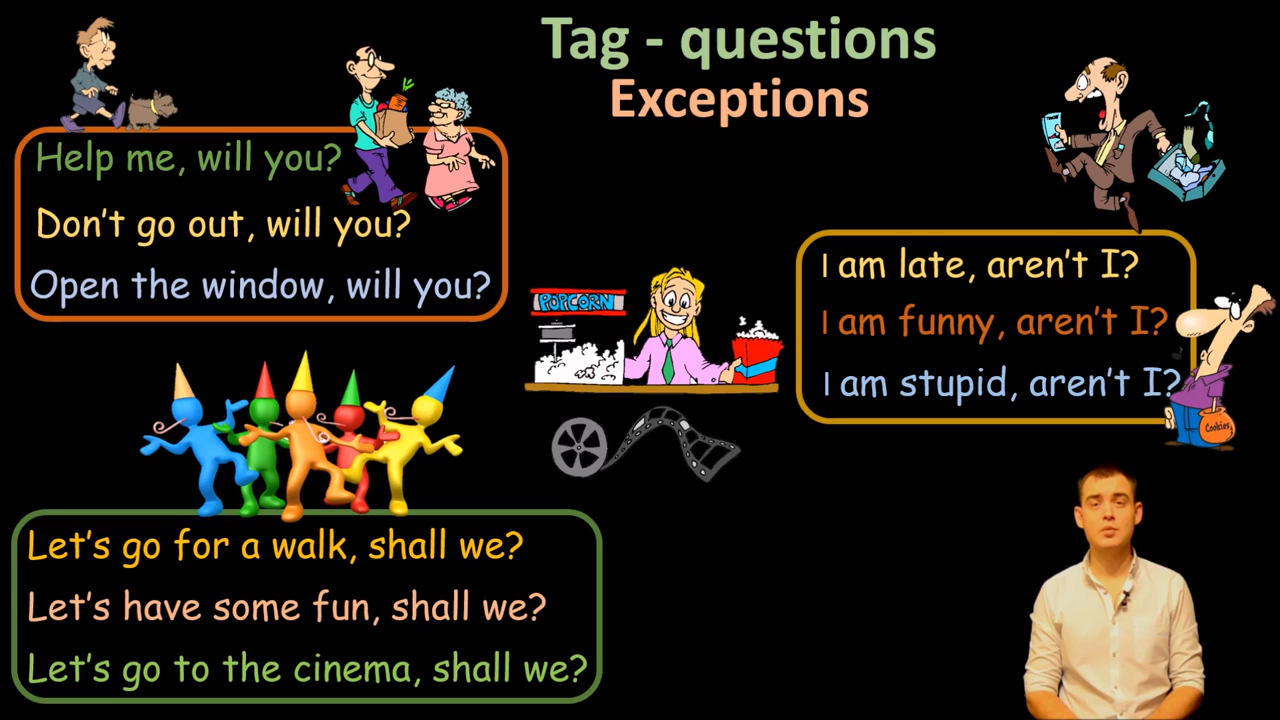 Tag - questions
Exceptions
Help me, will you?
Don't go out, will you?
Open the window, will you?
POPCORN
I am late, aren't I?
I am funny, aren't I?
I am stupid, aren't I?
Cookies
Let's go for a walk, shall we?
Let's have some fun, shall we?
Let's go to the cinema, shall we?